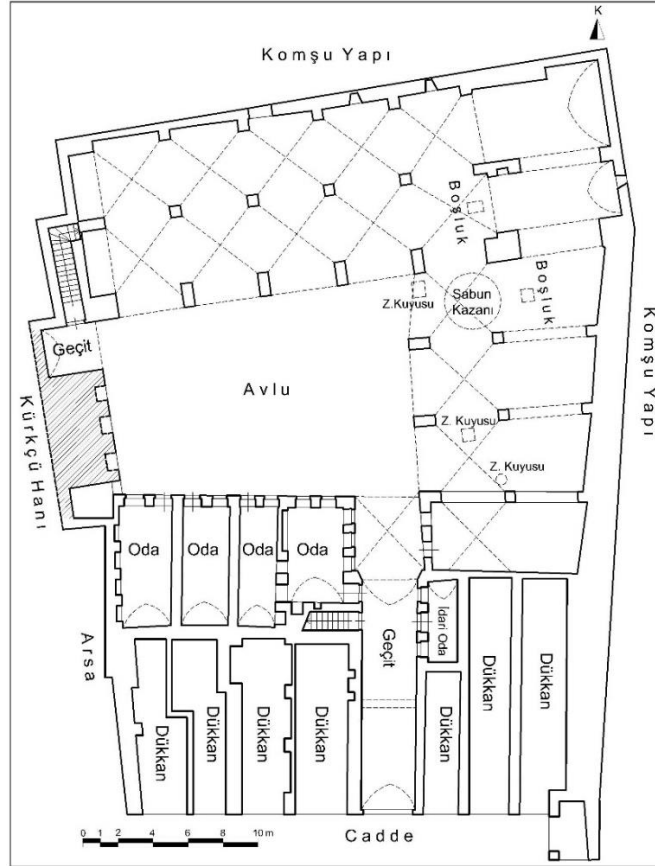 K
Komşu Yapı
Boşluk
Boşluk
Z.Kuyusu
Sabun
Kazanı
Komşu Yapı
Geçit
Avlu
Kürkçü Hanı
Z. Kuyusu
Z. Kuyusu
Oda
Oda
Oda
Oda
Geçit
İdari Oda
Arsa
Dükkan
Dükkan
Dükkan
Dükkan
Dükkan
Dükkan
Dükkan
0 1 2 4 6 8 10 m
Cadde